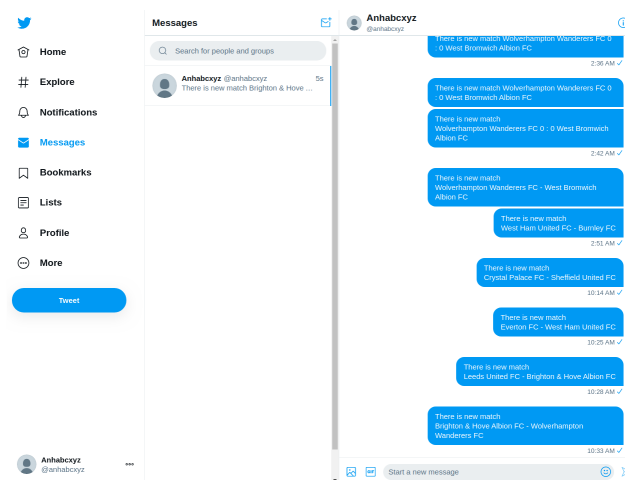 Home
Explore
Notifications
Messages
Bookmarks
Lists
Profile
More
Tweet
Anhabcxyz
@anhabcxyz
Messages
Search for people and groups
Anhabcxyz @anhabcxyz 5s
There is new match Brighton & Hove ...
Anhabcxyz
@anhabcxyz
There is new match Wolverhampton Wanderers FC 0
: 0 West Bromwich Albion FC
2:36 AM
There is new match Wolverhampton Wanderers FC 0
: 0 West Bromwich Albion FC
There is new match
Wolverhampton Wanderers FC 0 : 0 West Bromwich
Albion FC
2:42 AM
There is new match
Wolverhampton Wanderers FC - West Bromwich
Albion FC
There is new match
West Ham United FC - Burnley FC
2:51 AM
There is new match
Crystal Palace FC - Sheffield United FC
10:14 AM
There is new match
Everton FC - West Ham United FC
10:25 AM
There is new match
Leeds United FC - Brighton & Hove Albion FC
10:28 AM
There is new match
Brighton & Hove Albion FC - Wolverhampton
Wanderers FC
10:33 AM
GIF
Start a new message